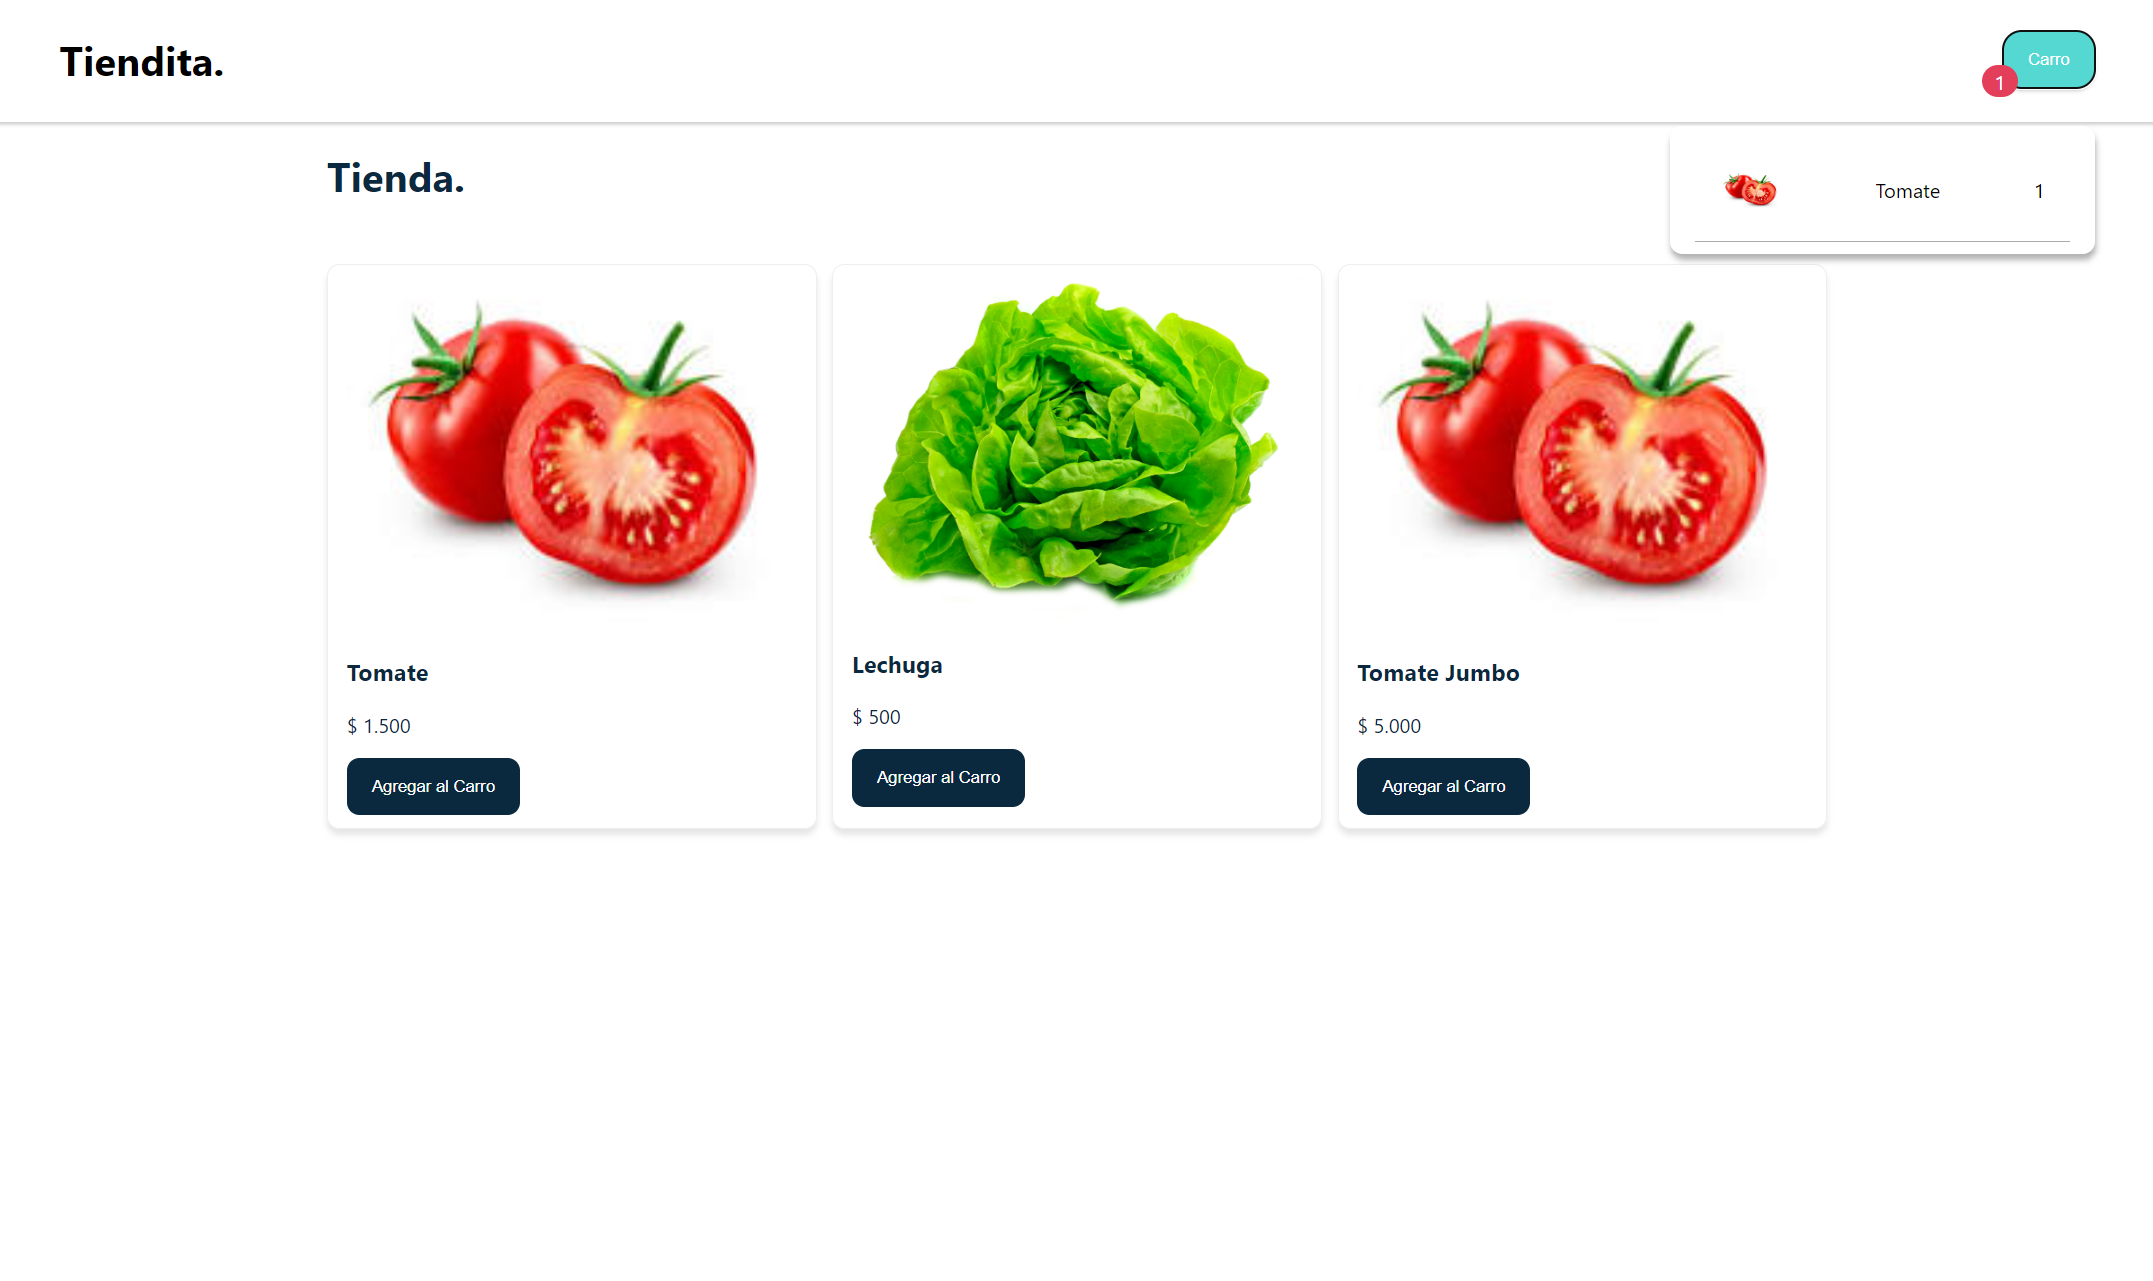 Tiendita.
Carro
1
Tienda.
Tomate 1
Tomate
$ 1.500
Agregar al Carro
Lechuga
$ 500
Agregar al Carro
Tomate Jumbo
$ 5.000
Agregar al Carro